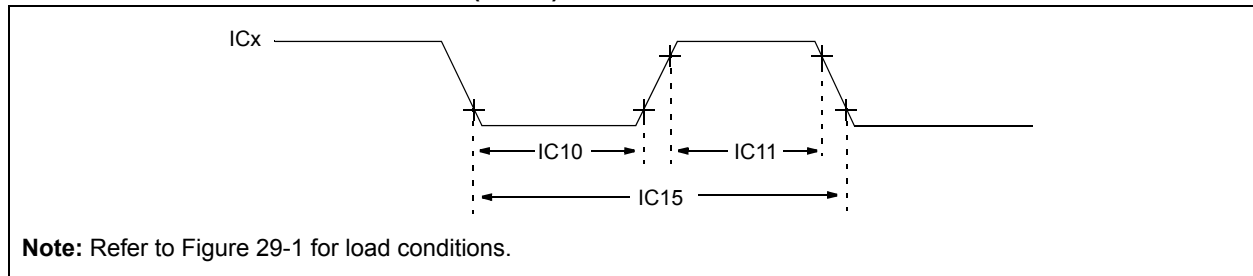 ICx
IC10
IC11
IC15
Note: Refer to Figure 29-1 for load conditions.